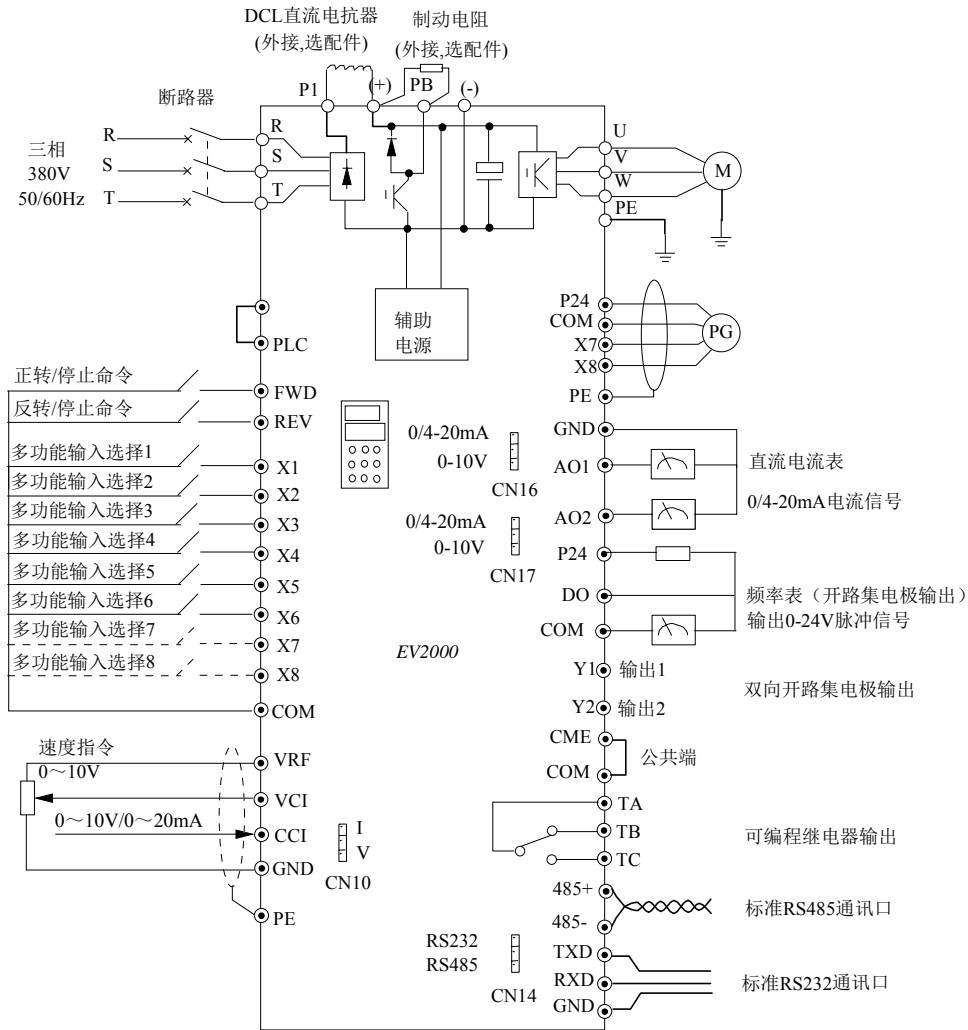 DCL直流电抗器
(外接,选配件)
制动电阻
(外接,选配件)
P1
(+)
PB
(-)
断路器
三相
380V
50/60Hz
R
S
T
R
S
T
U
V
W
PE
M
辅助
电源
PLC
P24
COM
X7
X8
PE
PG
正转/停止命令
FWD
反转/停止命令
REV
多功能输入选择1
X1
多功能输入选择2
X2
多功能输入选择3
X3
多功能输入选择4
X4
多功能输入选择5
X5
多功能输入选择6
X6
多功能输入选择7
X7
多功能输入选择8
X8
COM
0/4-20mA
0-10V
CN16
0/4-20mA
0-10V
CN17
EV2000
GND
AO1
直流电流表
0/4-20mA电流信号
AO2
P24
DO
频率表（开路集电极输出）
输出0-24V脉冲信号
COM
Y1
输出1
双向开路集电极输出
Y2
输出2
CME
公共端
COM
速度指令
0～10V
VRF
VCI
0～10V/0～20mA
CCI
GND
PE
I
V
CN10
TA
TB
可编程继电器输出
TC
485+
标准RS485通讯口
485-
RS232
RS485
CN14
TXD
RXD
标准RS232通讯口
GND